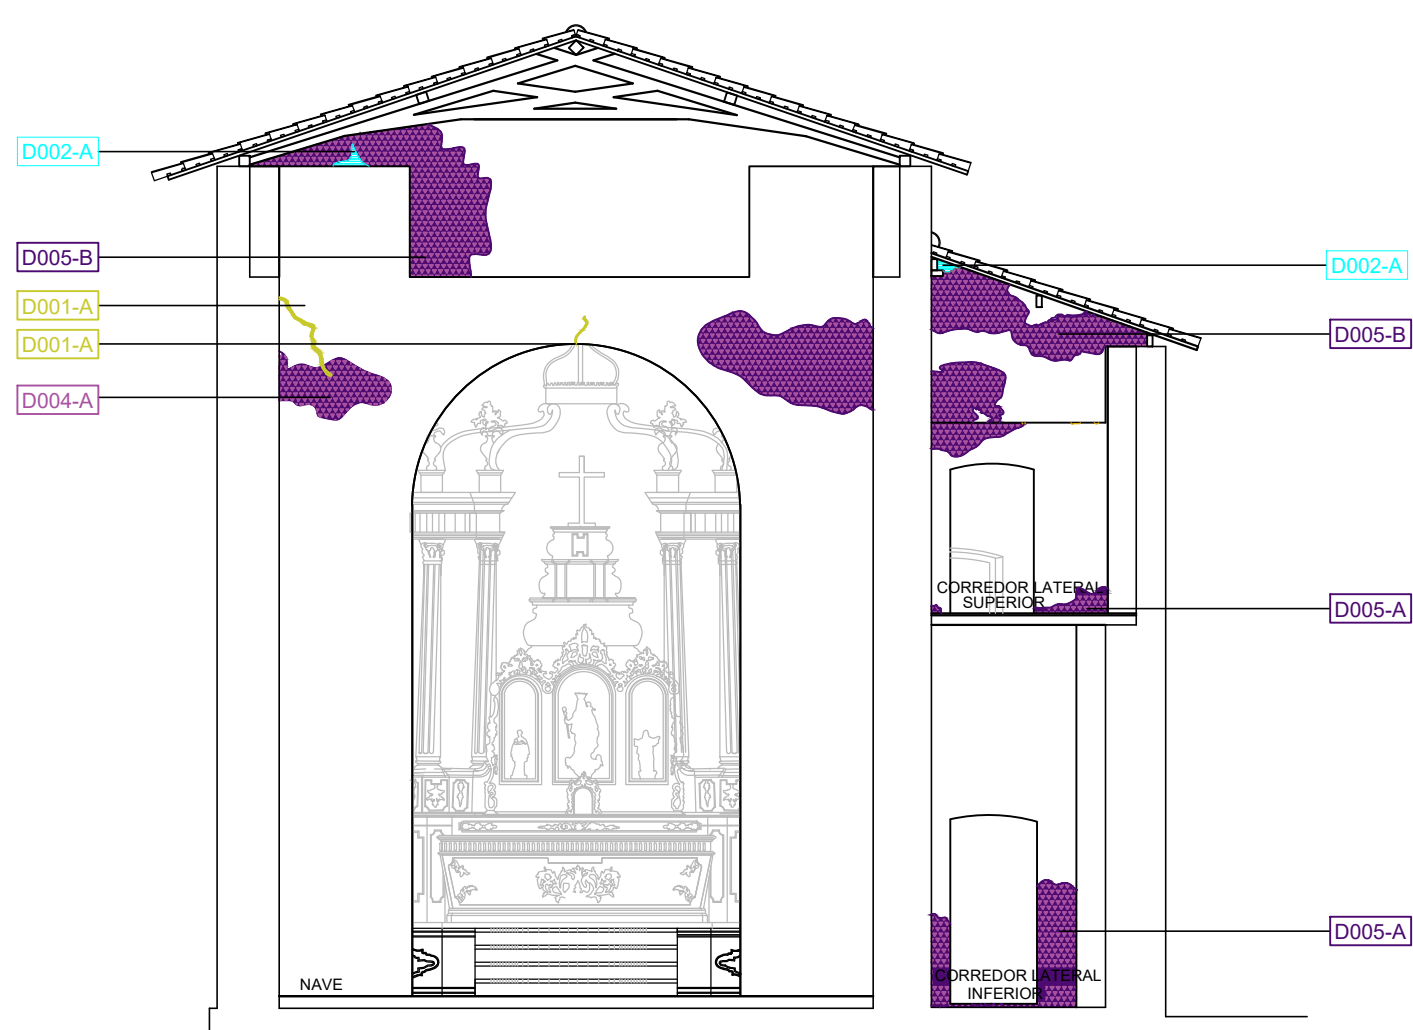 D002-A
D005-B
D001-A
D001-A
D004-A
D002-A
D005-B
CORREDOR LATERAL
SUPERIOR
D005-A
D005-A
NAVE
CORREDOR LATERAL
INFERIOR